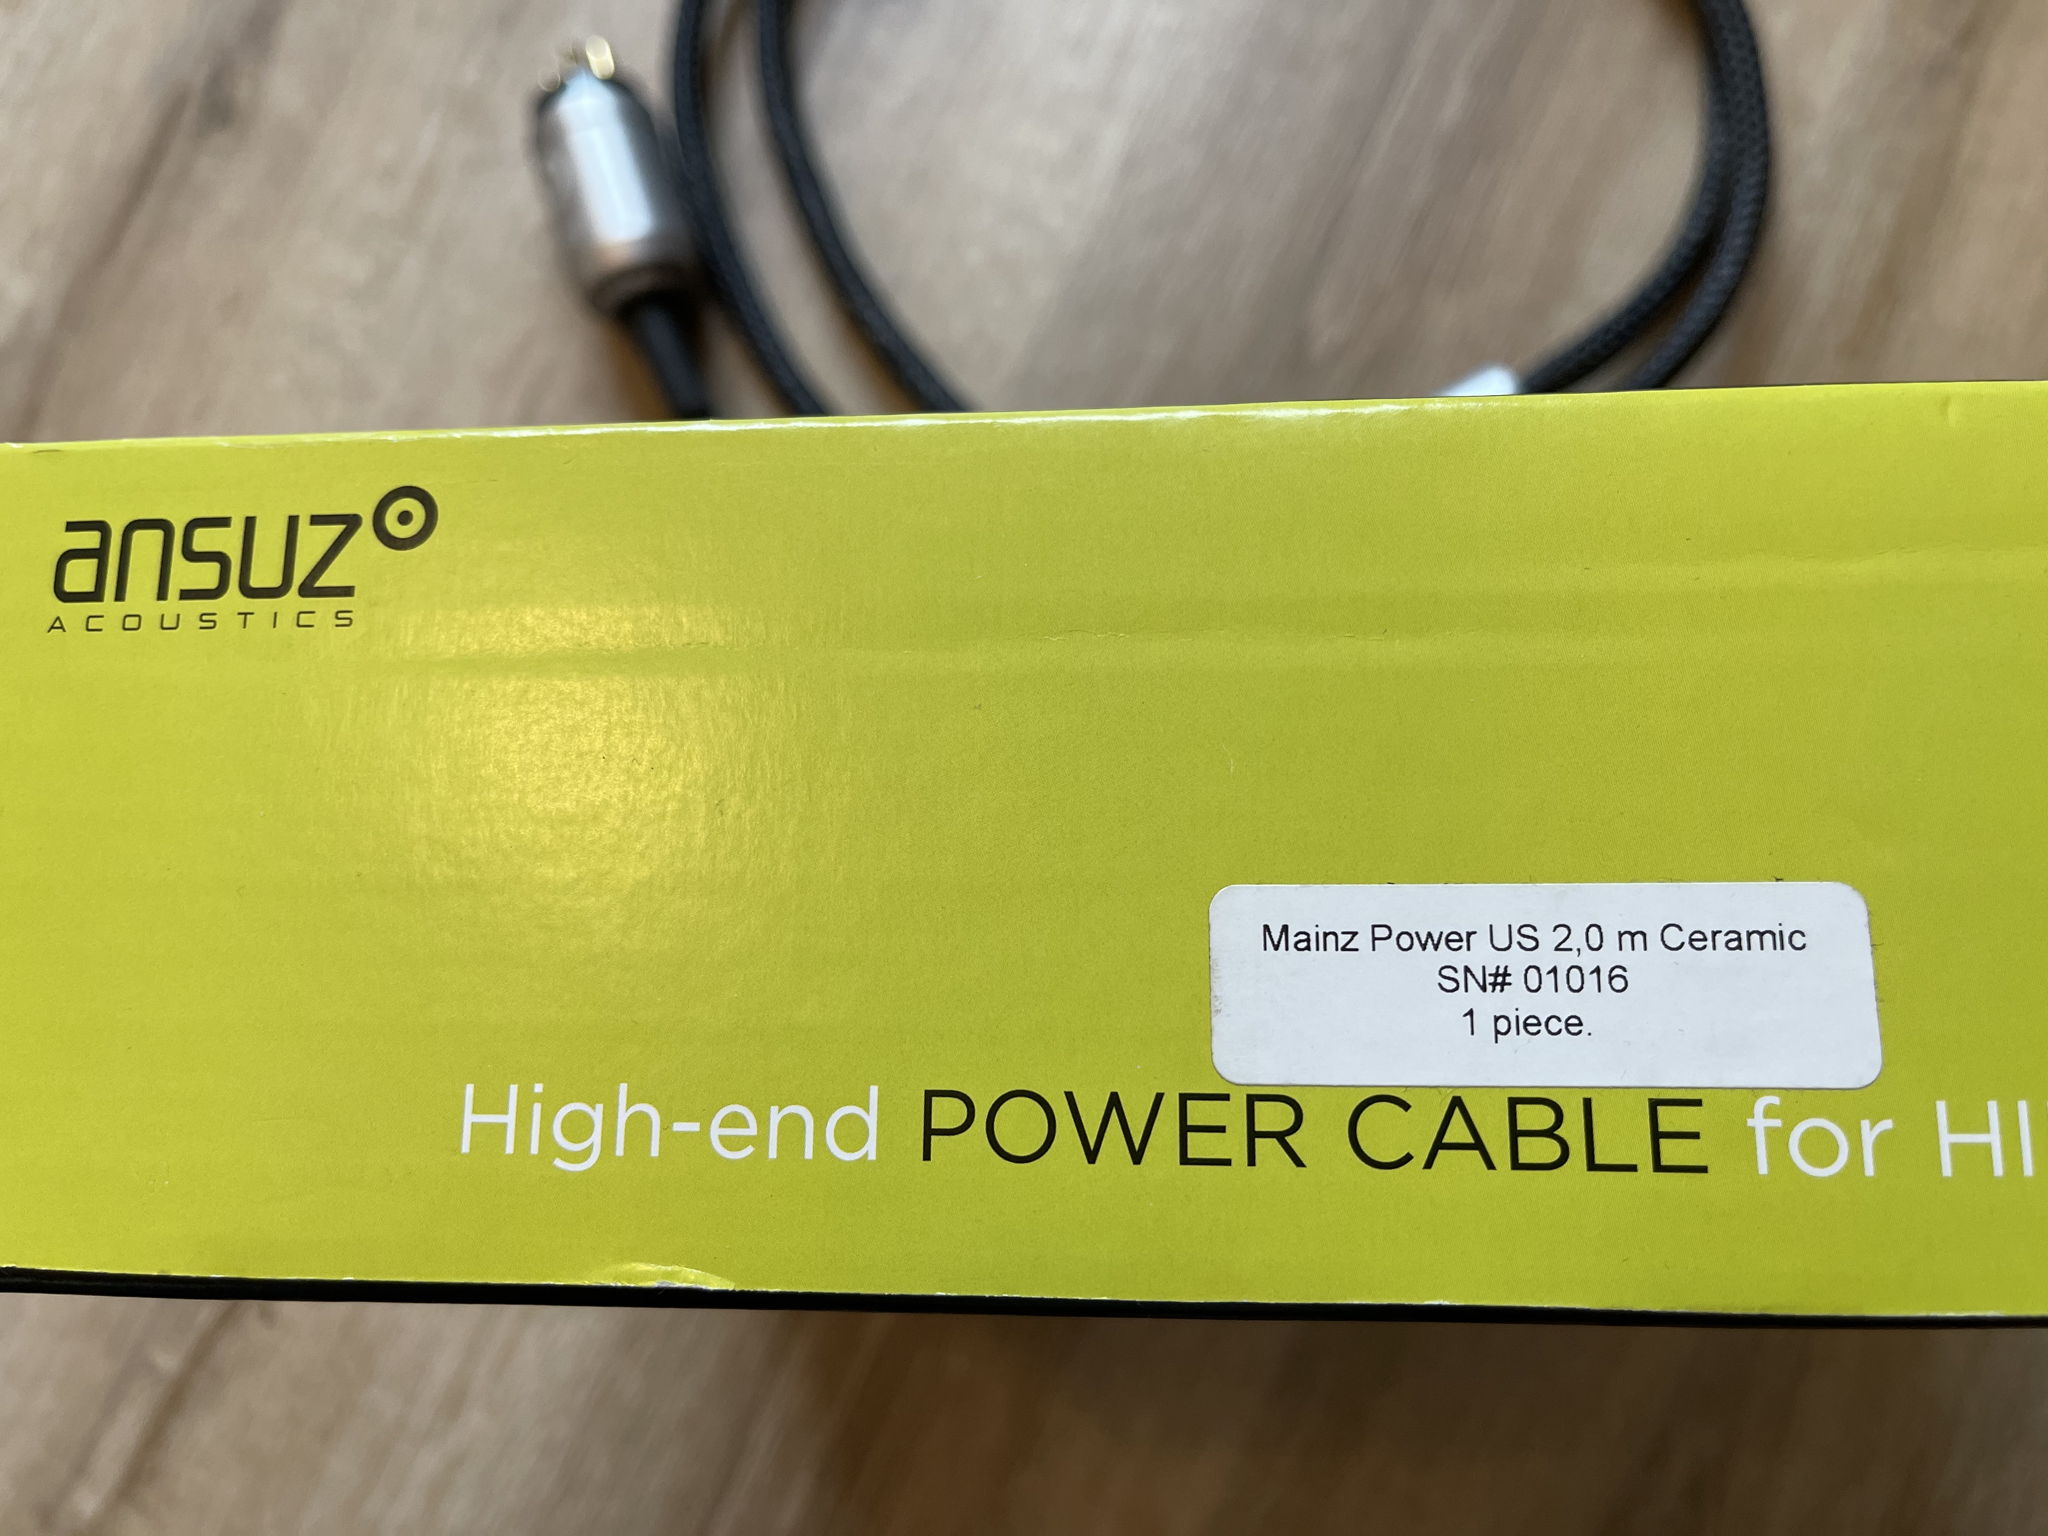 ansuz
ACOUSTICS
Mainz Power US 2,0 m Ceramic
SN# 01016
1 piece.
High-end POWER CABLE for HI